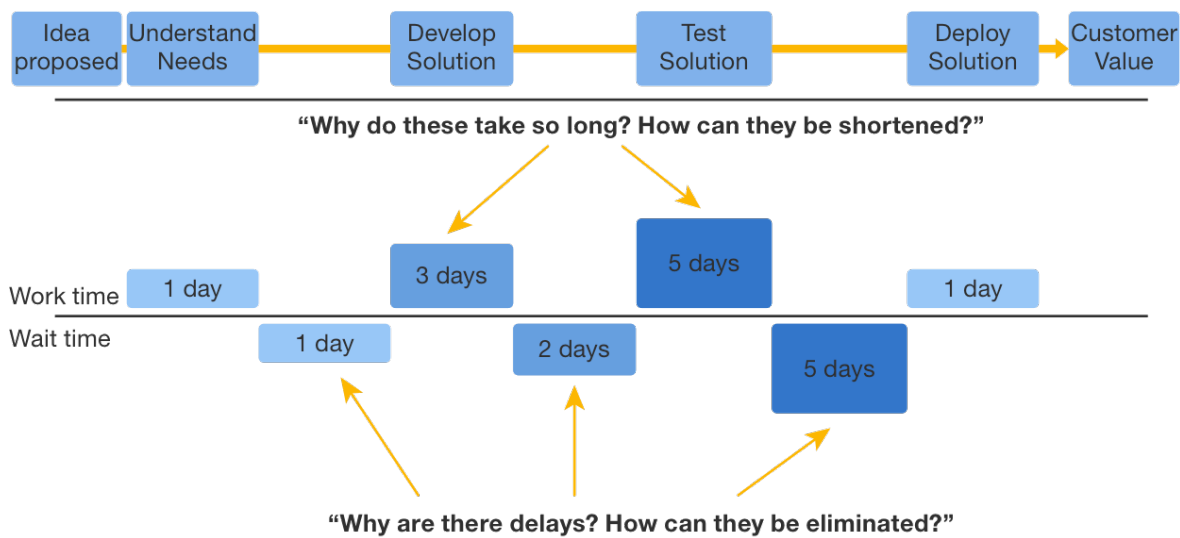 Idea
proposed
Understand
Needs
Develop
Solution
Test
Solution
Deploy
Solution
Customer
Value
“Why do these take so long? How can they be shortened?”
Work time
1 day
3 days
5 days
1 day
Wait time
1 day
2 days
5 days
“Why are there delays? How can they be eliminated?”